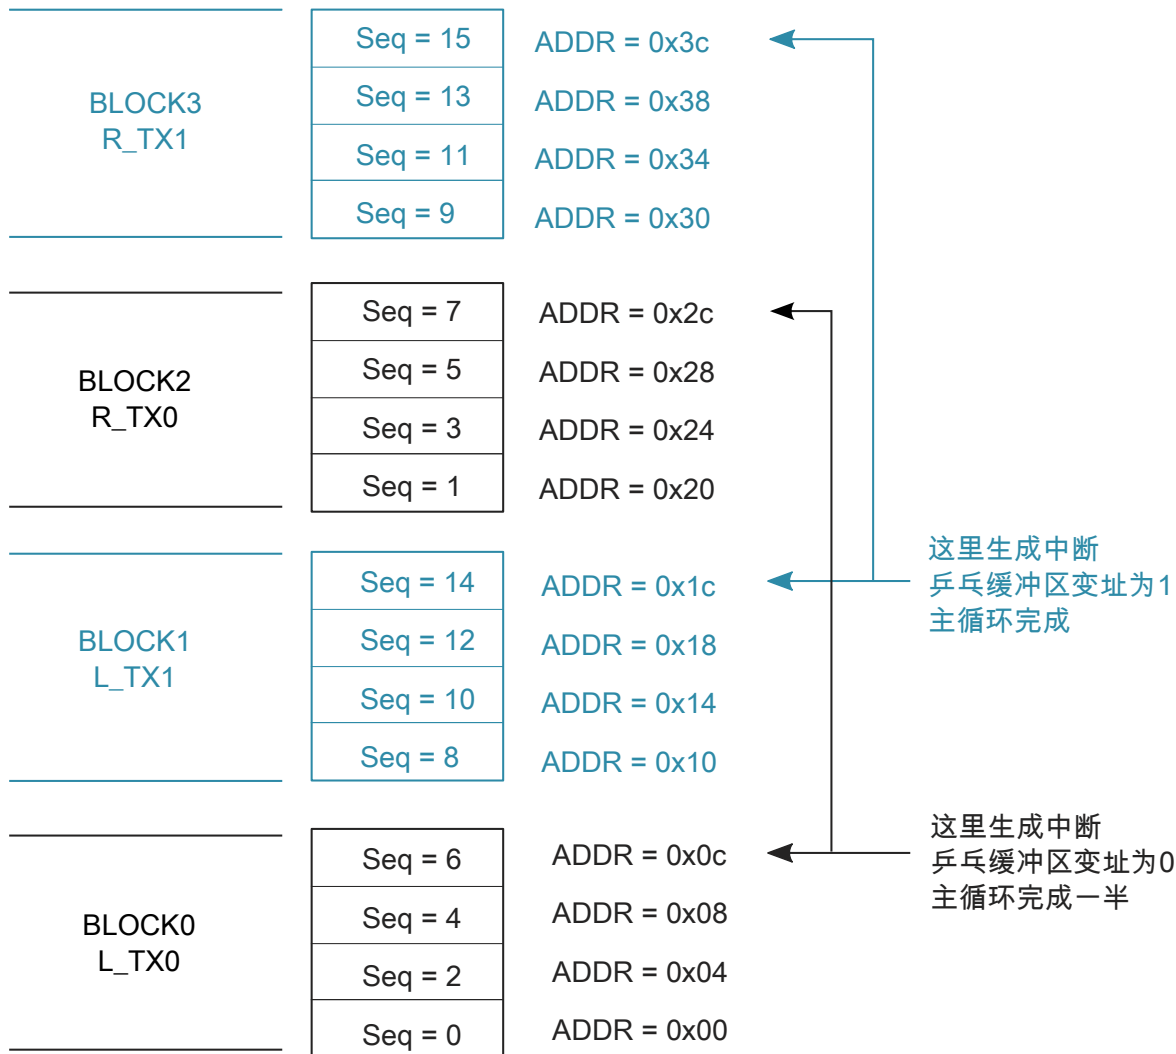 BLOCK3
R_TX1
Seq = 15 ADDR = 0x3c
Seq = 13 ADDR = 0x38
Seq = 11 ADDR = 0x34
Seq = 9 ADDR = 0x30
BLOCK2
R_TX0
Seq = 7 ADDR = 0x2c
Seq = 5 ADDR = 0x28
Seq = 3 ADDR = 0x24
Seq = 1 ADDR = 0x20
BLOCK1
L_TX1
Seq = 14 ADDR = 0x1c
Seq = 12 ADDR = 0x18
Seq = 10 ADDR = 0x14
Seq = 8 ADDR = 0x10
这里生成中断
乒乓缓冲区变址为1
主循环完成
BLOCK0
L_TX0
Seq = 6 ADDR = 0x0c
Seq = 4 ADDR = 0x08
Seq = 2 ADDR = 0x04
Seq = 0 ADDR = 0x00
这里生成中断
乒乓缓冲区变址为0
主循环完成一半